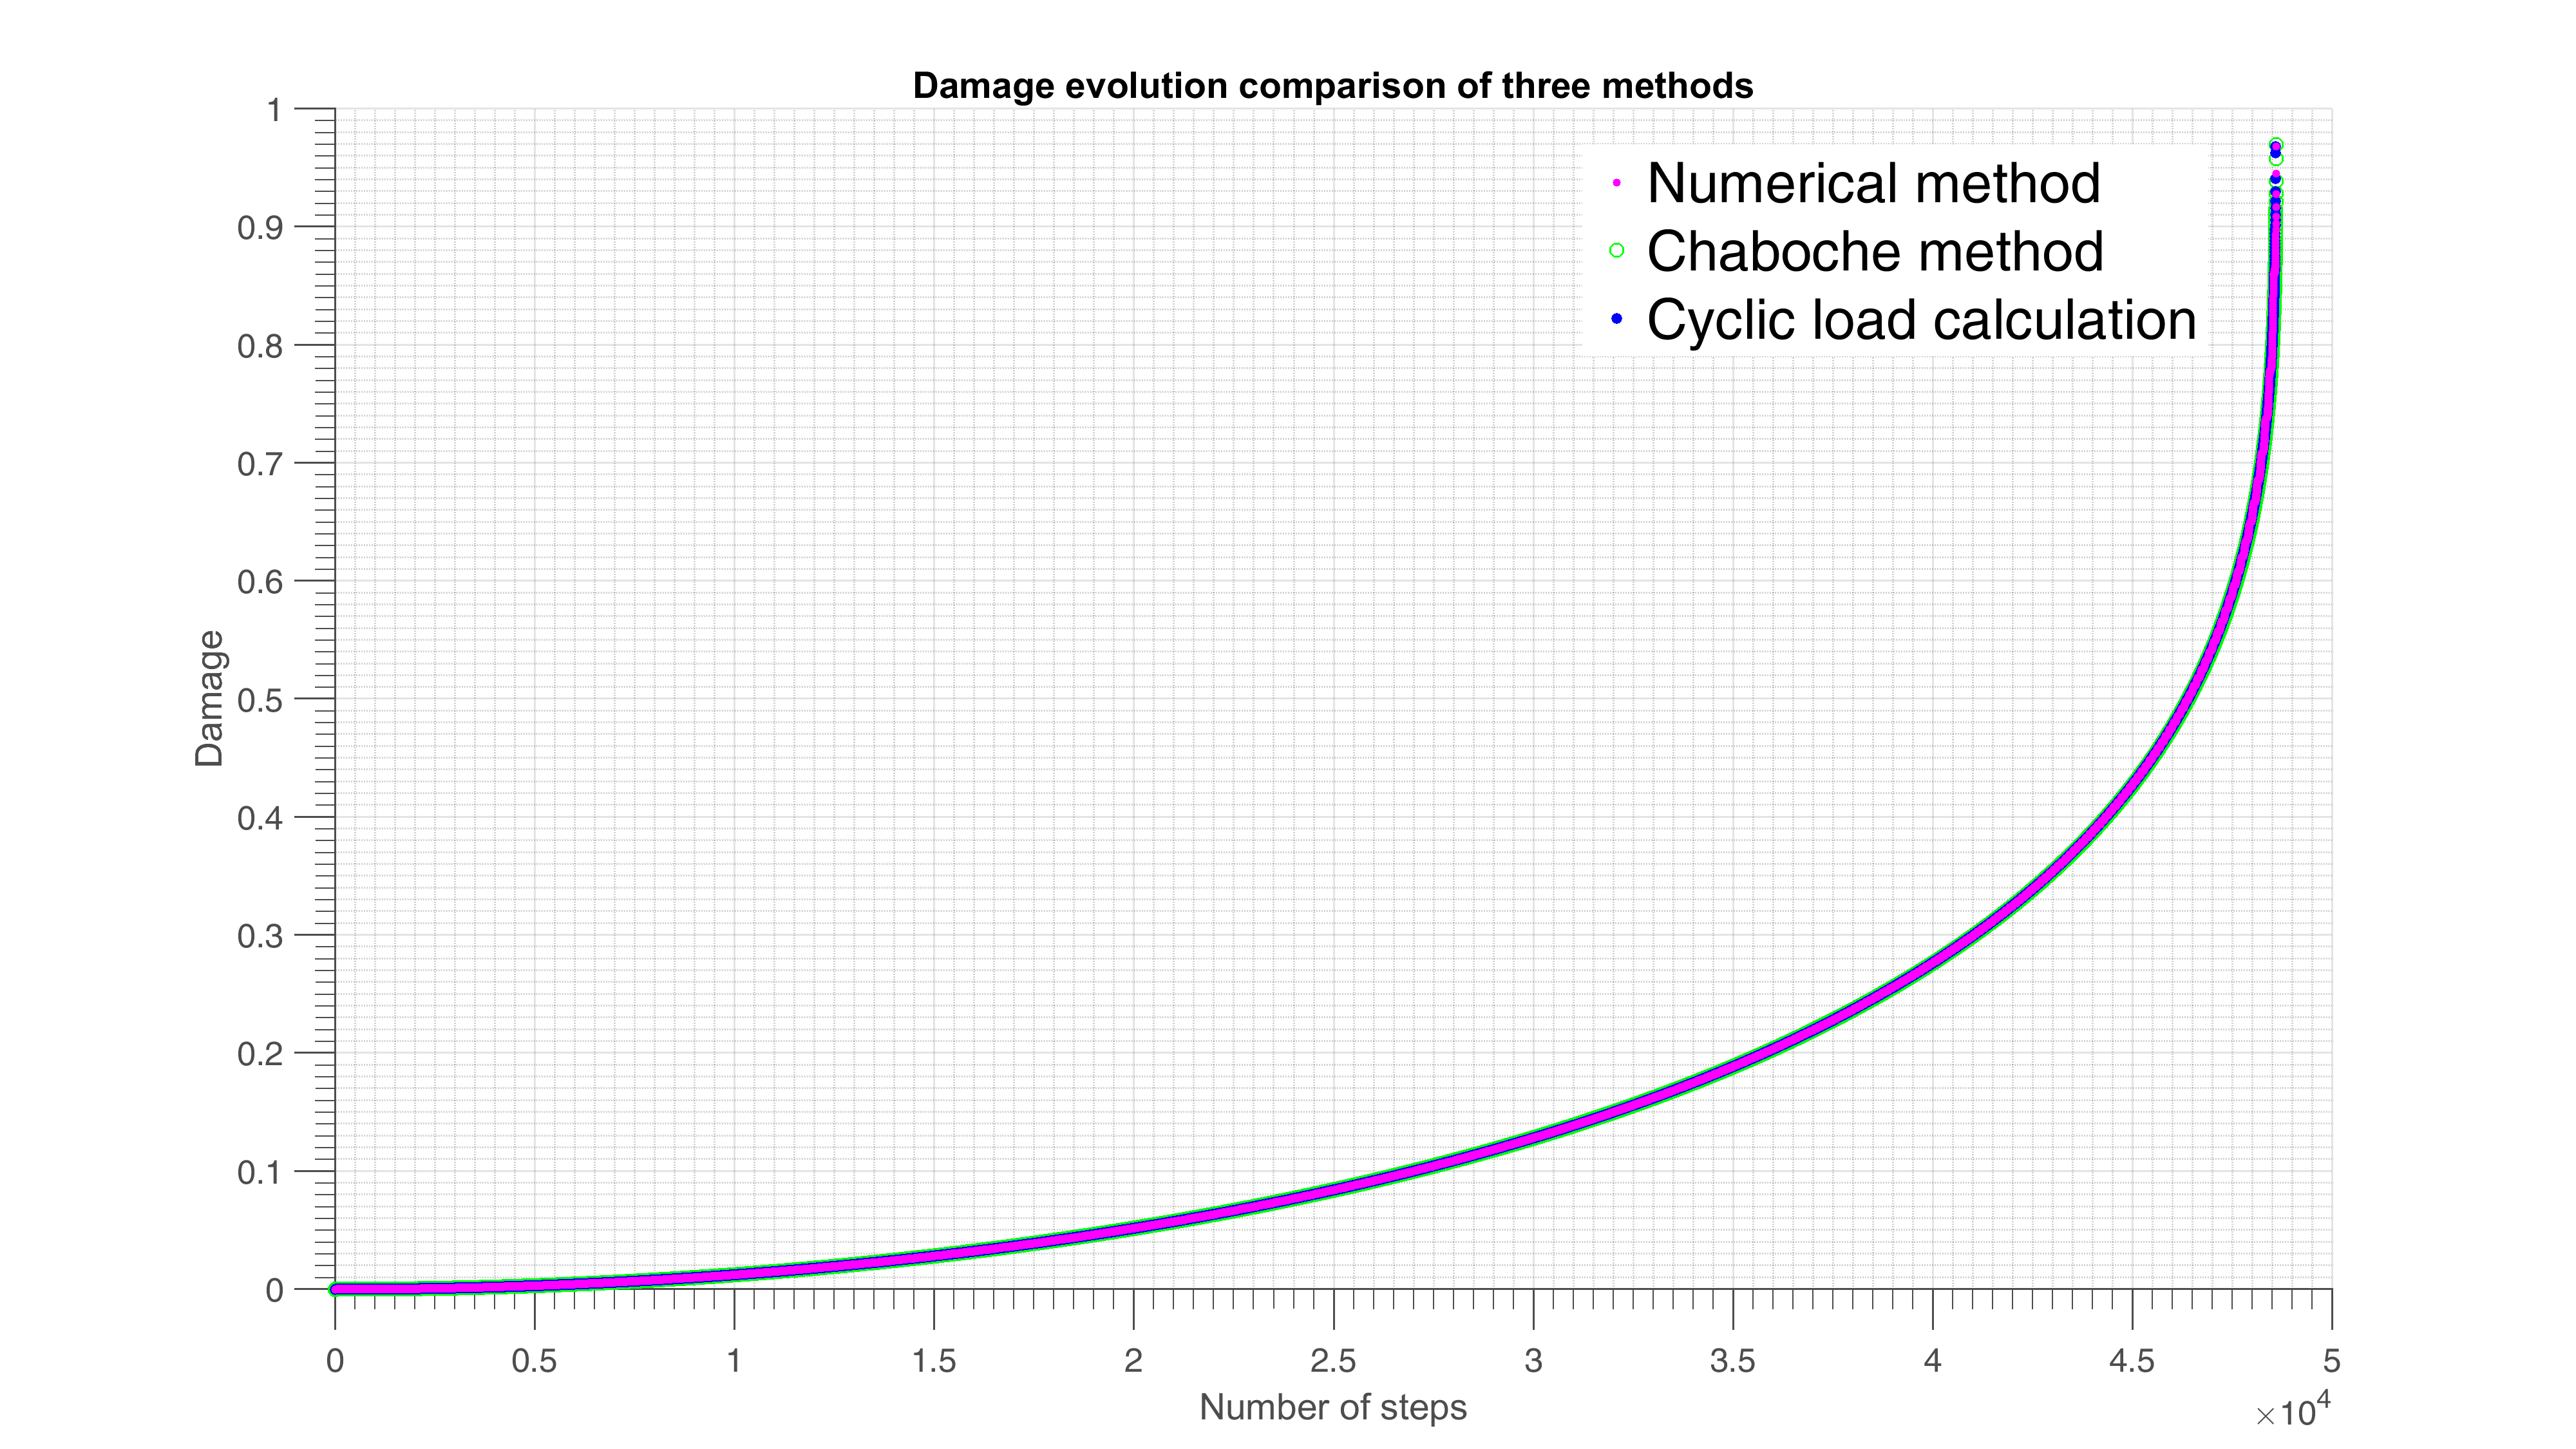 Damage evolution comparison of three methods
1
0.9
0.8
0.7
0.6
0.5
0.4
0.3
0.2
0.1
0
Damage
Numerical method
Chaboche method
Cyclic load calculation
0 0.5 1 1.5 2 2.5 3 3.5 4 4.5 5
Number of steps
×10⁴